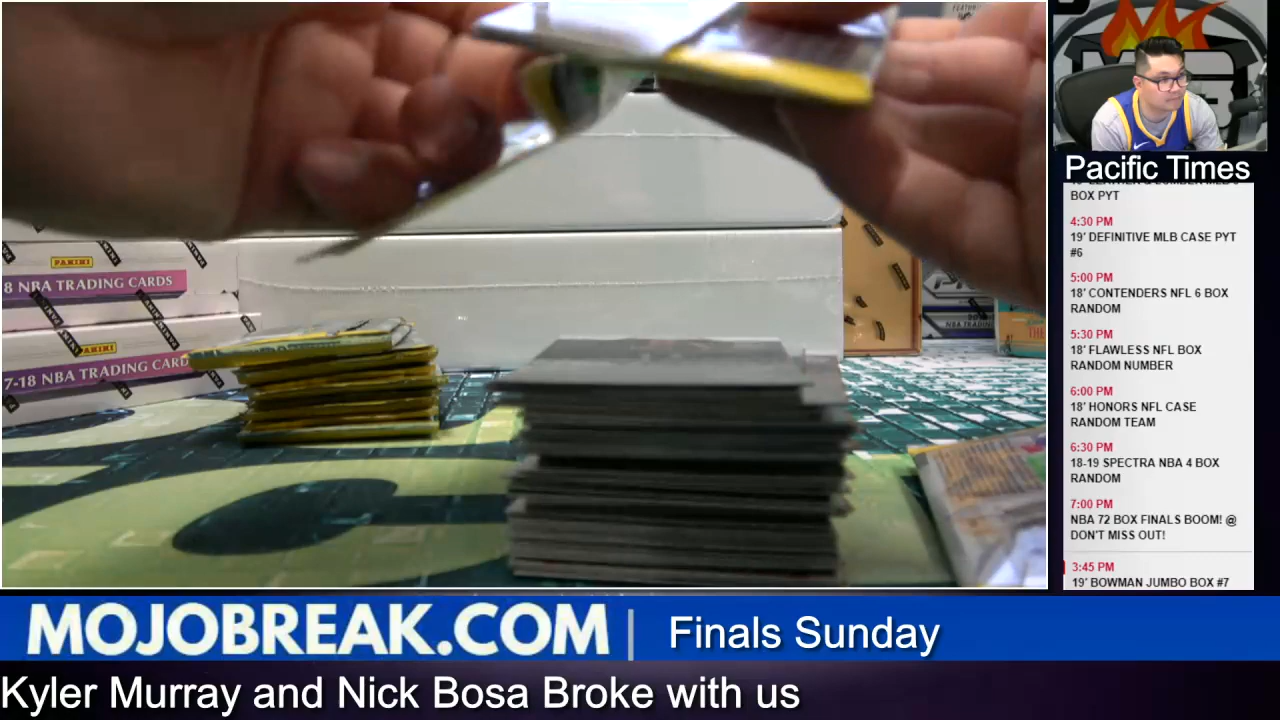 PANINI
8 NBA TRADING CARDS
PANINI
7-18 NBA TRADING CARD
NBA TRADING
Pacific Times
BOX PYT
4:30 PM
19' DEFINITIVE MLB CASE PYT
#6
5:00 PM
18' CONTENDERS NFL 6 BOX
RANDOM
5:30 PM
18' FLAWLESS NFL BOX
RANDOM NUMBER
6:00 PM
18' HONORS NFL CASE
RANDOM TEAM
6:30 PM
18-19 SPECTRA NBA 4 BOX
RANDOM
7:00 PM
NBA 72 BOX FINALS BOOM! @
DON'T MISS OUT!
3:45 PM
19' BOWMAN JUMBO BOX #7
MOJOBREAK.COM
Finals Sunday
Kyler Murray and Nick Bosa Broke with us